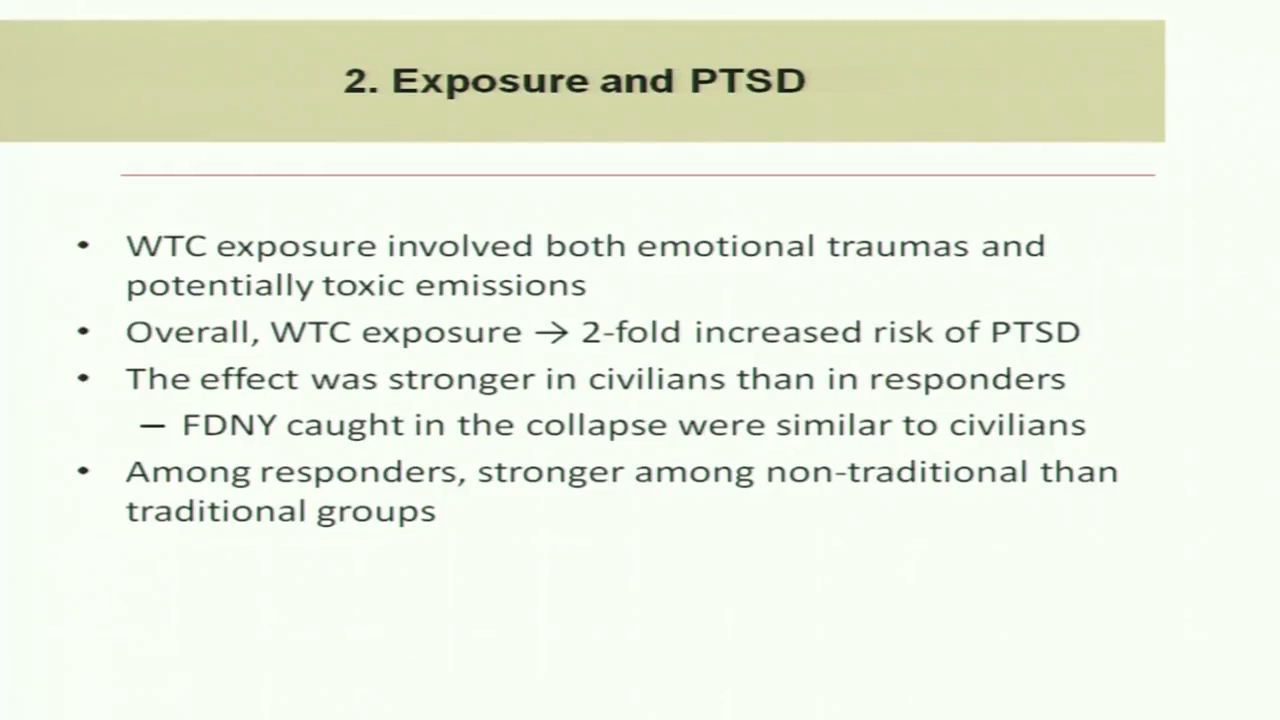 2. Exposure and PTSD
• WTC exposure involved both emotional traumas and
potentially toxic emissions
• Overall, WTC exposure → 2-fold increased risk of PTSD
• The effect was stronger in civilians than in responders
– FDNY caught in the collapse were similar to civilians
• Among responders, stronger among non-traditional than
traditional groups